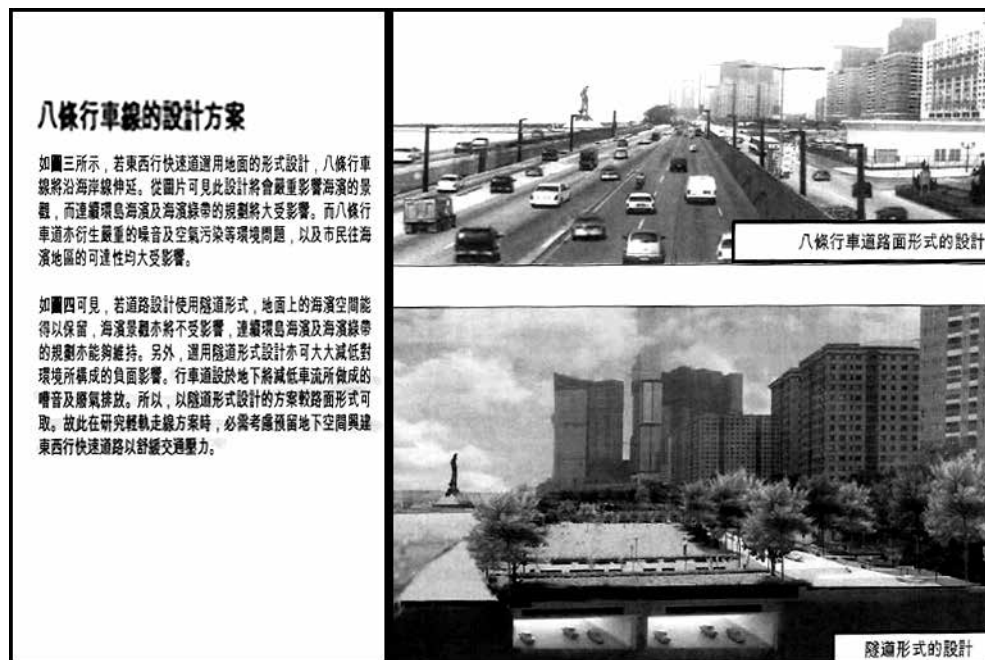 八條行車線的設計方案
如圖三所示，若東西行快速道選用地面的形式設計，八條行車
線將沿海岸線伸延。從圖片可見此設計將會嚴重影響海濱的景
觀，而連續環島海濱及海濱綠帶的規劃將大受影響。而八條行
車道亦衍生嚴重的噪音及空氣污染等環境問題，以及市民往海
濱地區的可達性均大受影響。
如圖四可見，若道路設計使用隧道形式，地面上的海濱空間能
得以保留，海濱景觀亦將不受影響，連續環島海濱及海濱綠帶
的規劃亦能夠維持。另外，選用隧道形式設計亦可大大減低對
環境所構成的負面影響。行車道設於地下將減低車流所做成的
嘈音及廢氣排放。所以，以隧道形式設計的方案較路面形式可
取。故此在研究輕軌走線方案時，必需考慮預留地下空間興建
東西行快速道路以舒緩交通壓力。
八條行車道路面形式的設計
隧道形式的設計